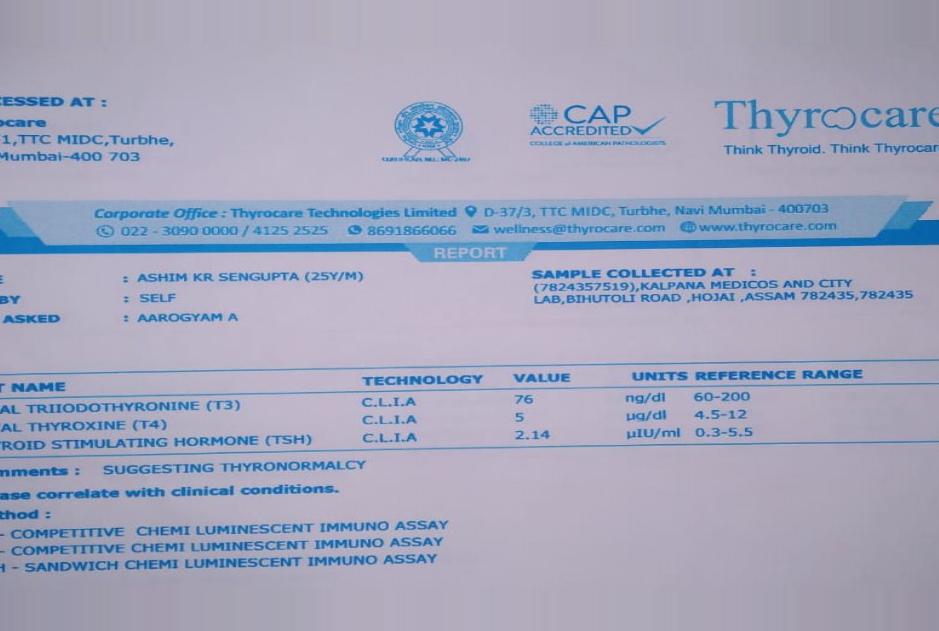 ESSED AT :
ocare
1,TTC MIDC,Turbhe,
Mumbai-400 703
CAP
ACCREDITED
COLLEGE of AMERICAN PATHOLOGISTS
Thyrocare
Think Thyroid. Think Thyrocar
Corporate Office : Thyrocare Technologies Limited D-37/3, TTC MIDC, Turbhe, Navi Mumbai - 400703
022 - 3090 0000 / 4125 2525 8691866066 wellness@thyrocare.com www.thyrocare.com
REPORT
E : ASHIM KR SENGUPTA (25Y/M)
BY : SELF
ASKED : AAROGYAM A
SAMPLE COLLECTED AT :
(7824357519),KALPANA MEDICOS AND CITY
LAB,BIHUTOLI ROAD ,HOJAI ,ASSAM 782435,782435
T NAME TECHNOLOGY VALUE UNITS REFERENCE RANGE
AL TRIIODOTHYRONINE (T3) C.L.I.A 76 ng/dl 60-200
AL THYROXINE (T4) C.L.I.A 5 µg/dl 4.5-12
ROID STIMULATING HORMONE (TSH) C.L.I.A 2.14 µIU/ml 0.3-5.5
mments : SUGGESTING THYRONORMALCY
ase correlate with clinical conditions.
thod :
- COMPETITIVE CHEMI LUMINESCENT IMMUNO ASSAY
- COMPETITIVE CHEMI LUMINESCENT IMMUNO ASSAY
H - SANDWICH CHEMI LUMINESCENT IMMUNO ASSAY